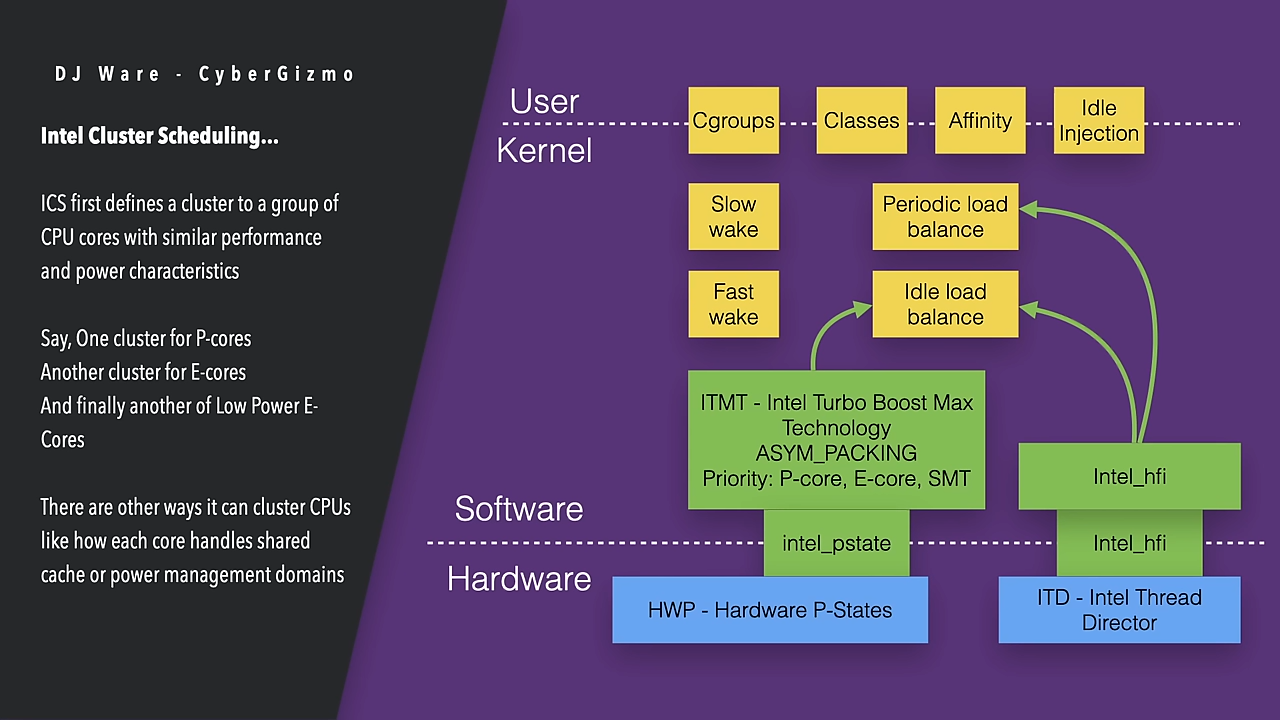 DJ Ware - CyberGizmo
Intel Cluster Scheduling...
ICS first defines a cluster to a group of
CPU cores with similar performance
and power characteristics
Say, One cluster for P-cores
Another cluster for E-cores
And finally another of Low Power E-
Cores
There are other ways it can cluster CPUs
like how each core handles shared
cache or power management domains
User
Kernel
Cgroups
Classes
Affinity
Idle
Injection
Slow
wake
Periodic load
balance
Fast
wake
Idle load
balance
ITMT - Intel Turbo Boost Max
Technology
ASYM_PACKING
Priority: P-core, E-core, SMT
Intel_hfi
Software
Hardware
intel_pstate
Intel_hfi
HWP - Hardware P-States
ITD - Intel Thread
Director